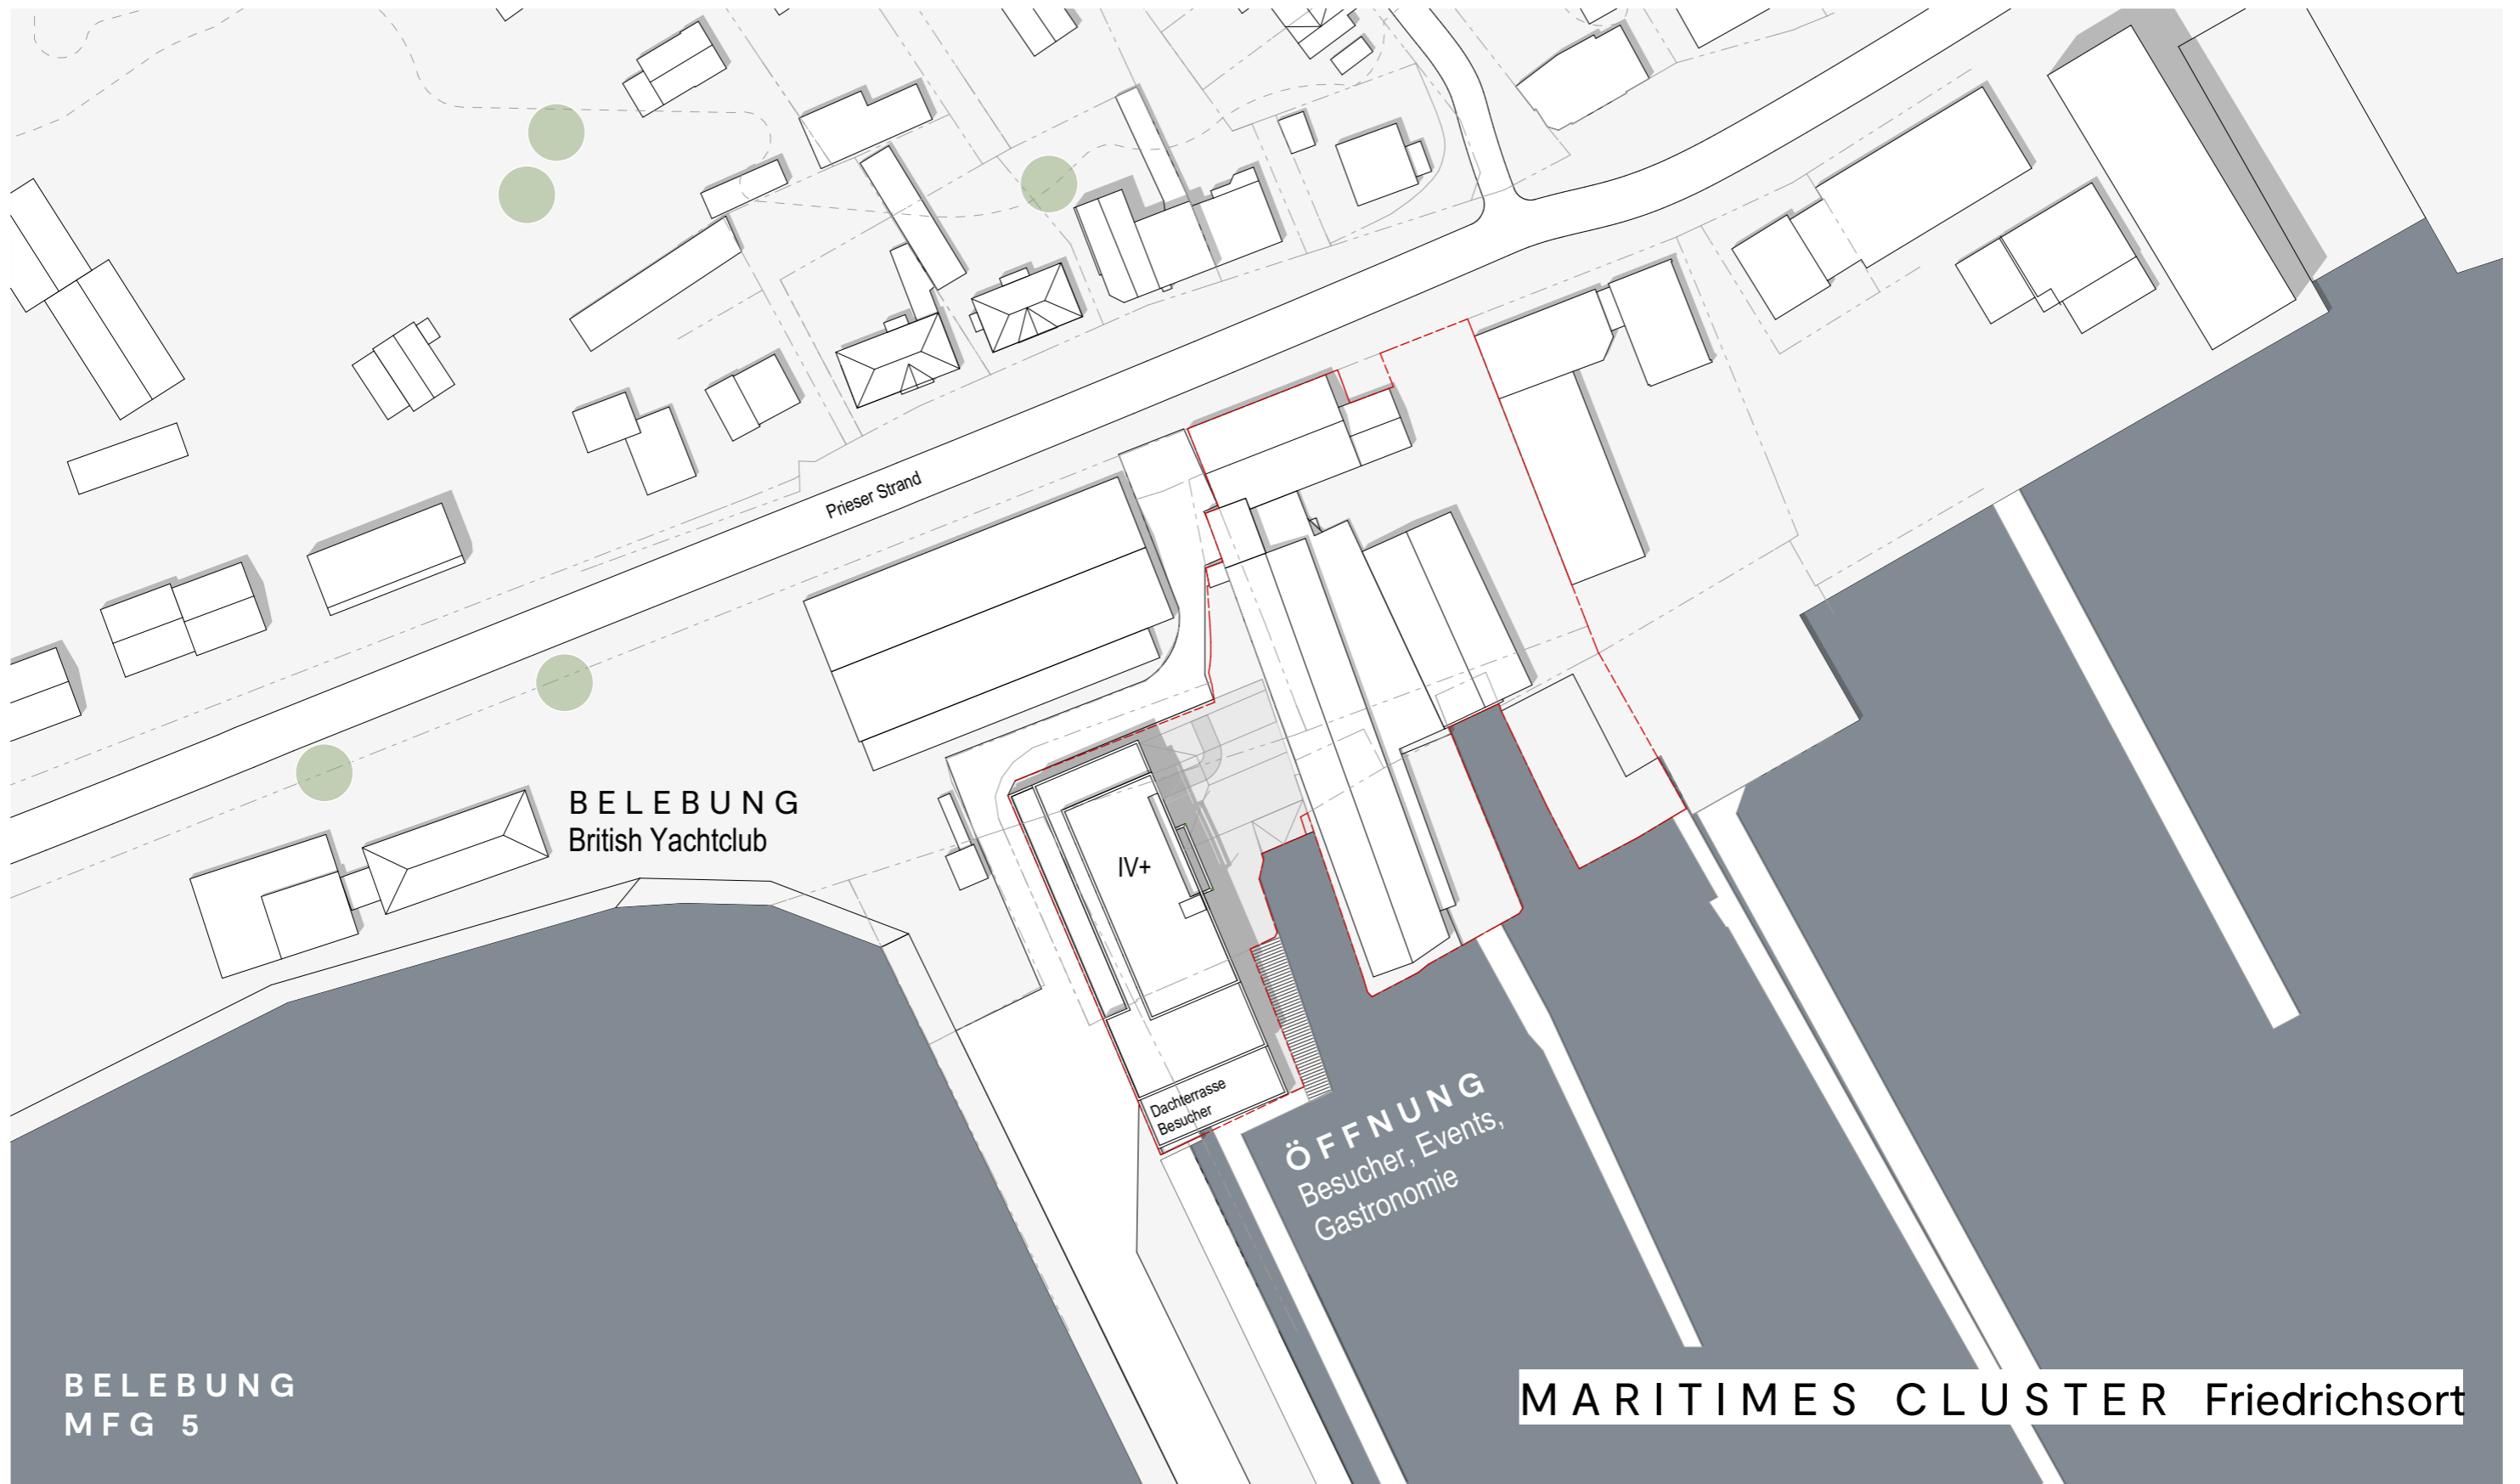 Prieser Strand
BELEBUNG
British Yachtclub
IV+
Dachterrasse
Besucher
ÖFFNUNG
Besucher, Events,
Gastronomie
BELEBUNG
MFG 5
MARITIMES CLUSTER Friedrichsort